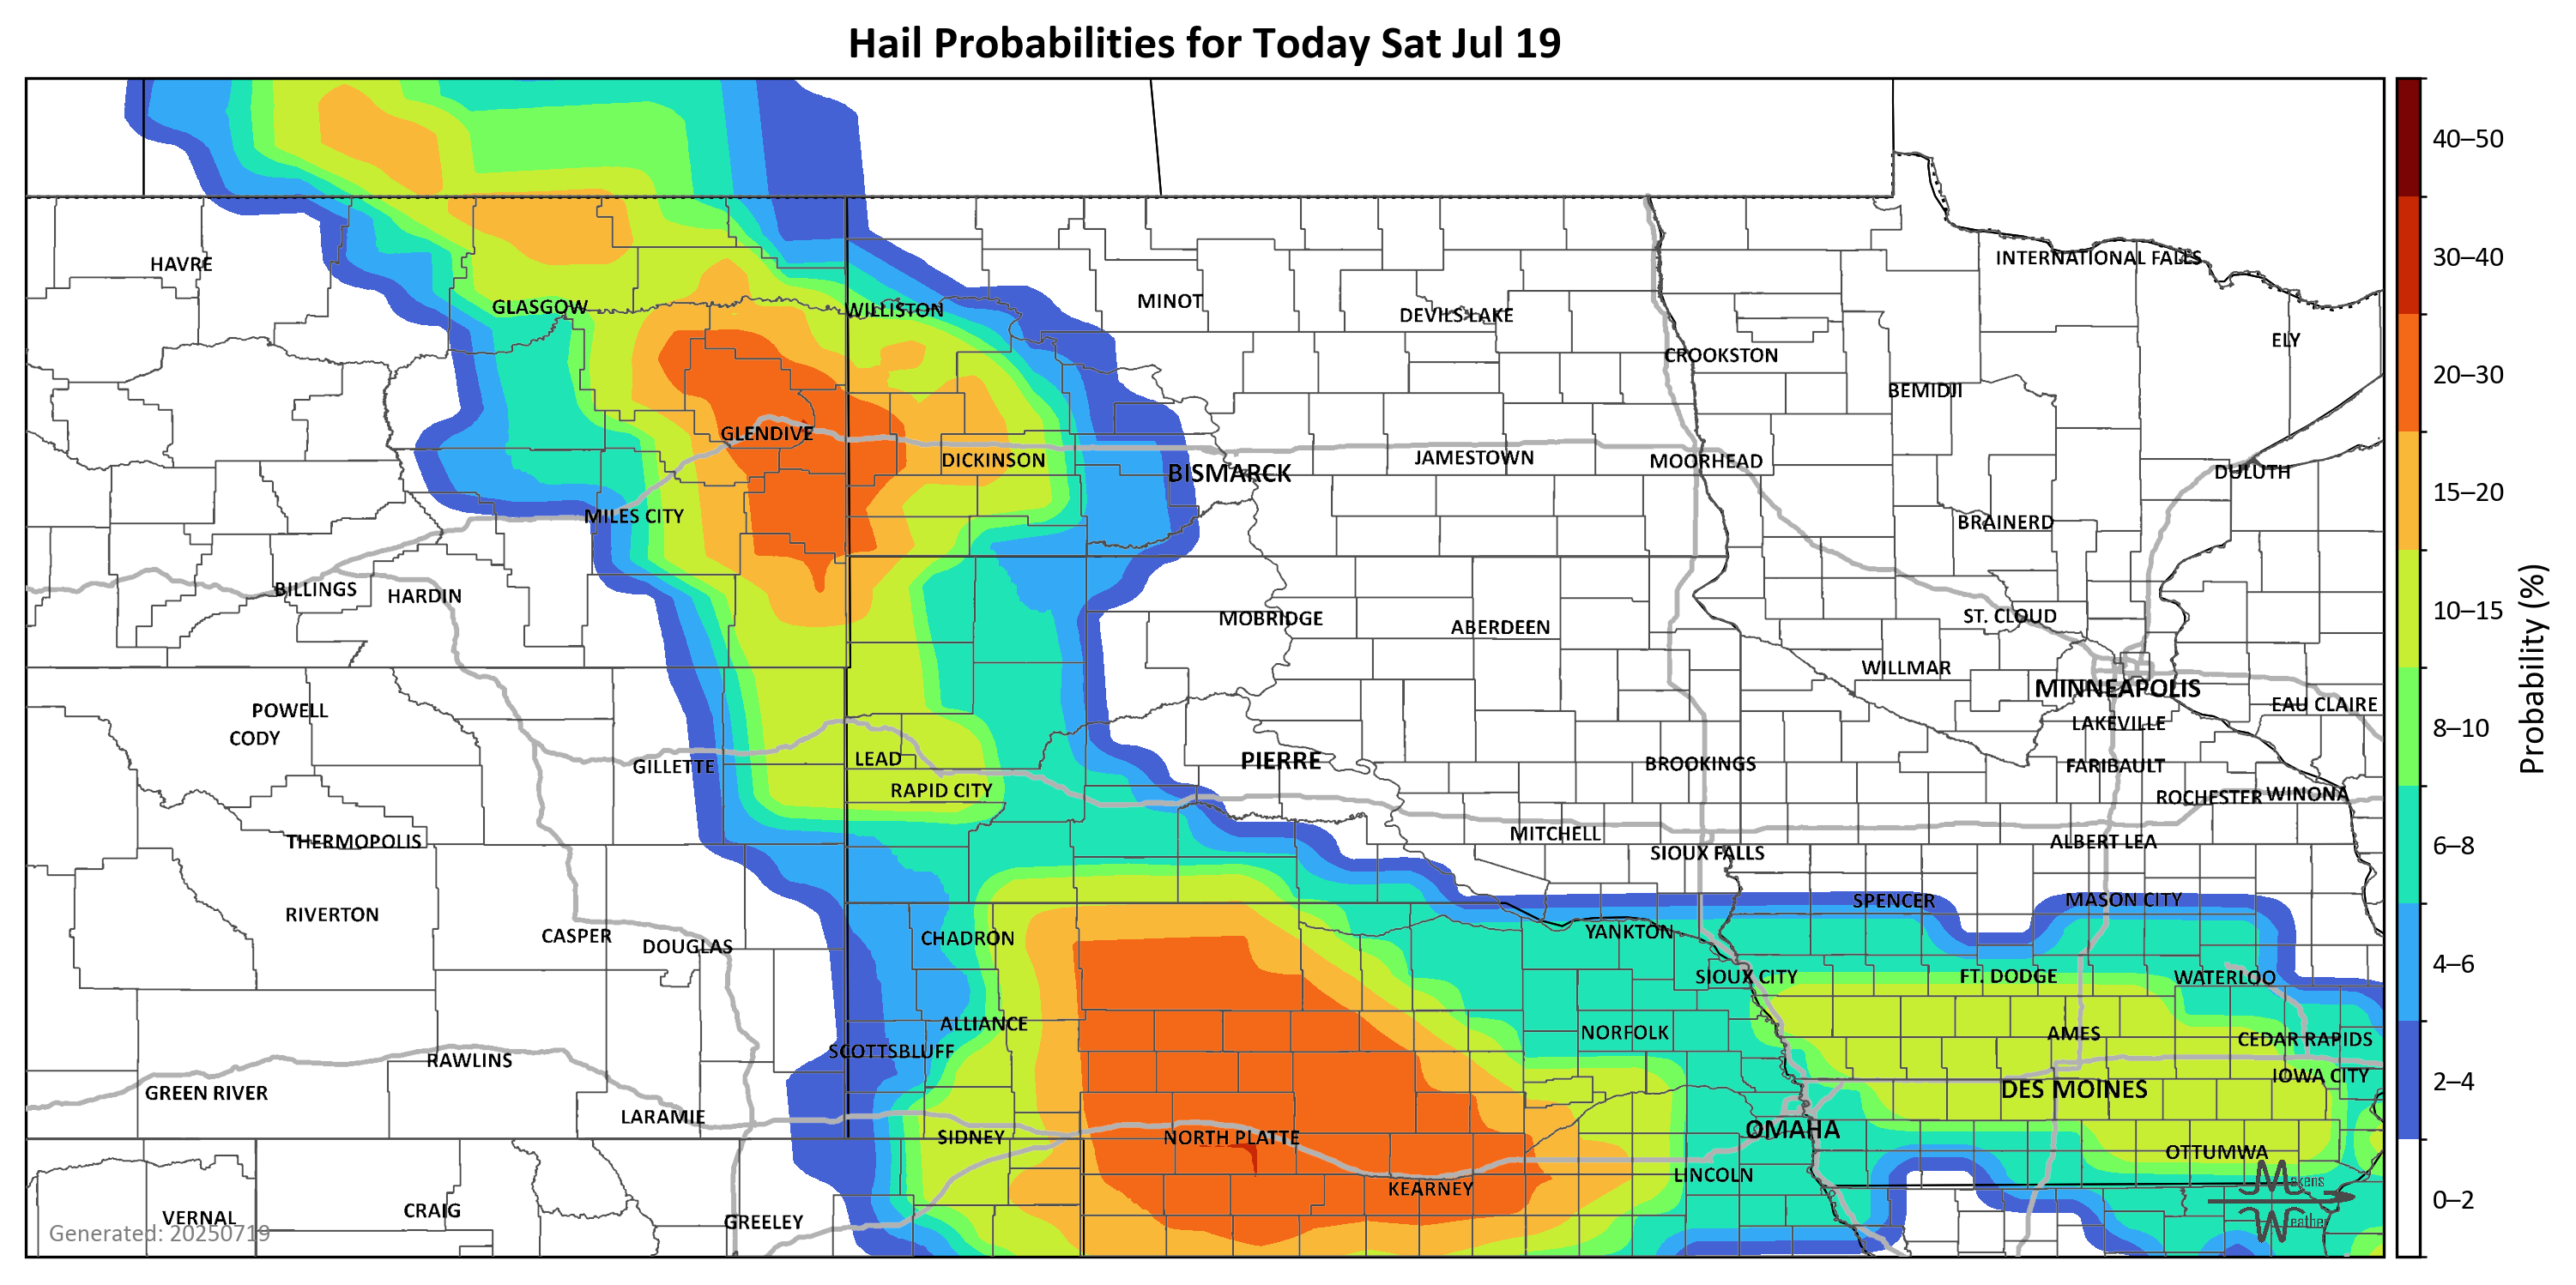 Hail Probabilities for Today Sat Jul 19
40–50
30–40
20–30
15–20
10–15
8–10
6–8
4–6
2–4
0–2
Probability (%)
HAVRE
INTERNATIONAL FALLS
GLASGOW
WILLISTON
MINOT
DEVILS LAKE
ELY
CROOKSTON
BEMIDJI
GLENDIVE
DICKINSON
BISMARCK
JAMESTOWN
MOORHEAD
DULUTH
MILES CITY
BRAINERD
BILLINGS
HARDIN
MOBRIDGE
ABERDEEN
ST. CLOUD
WILLMAR
MINNEAPOLIS
EAU CLAIRE
POWELL
CODY
LAKEVILLE
GILLETTE
LEAD
PIERRE
BROOKINGS
FARIBAULT
RAPID CITY
ROCHESTER
WINONA
THERMOPOLIS
MITCHELL
ALBERT LEA
SIOUX FALLS
SPENCER
MASON CITY
RIVERTON
CASPER
DOUGLAS
CHADRON
YANKTON
SIOUX CITY
FT. DODGE
WATERLOO
ALLIANCE
NORFOLK
AMES
CEDAR RAPIDS
SCOTTSBLUFF
RAWLINS
IOWA CITY
GREEN RIVER
DES MOINES
LARAMIE
SIDNEY
NORTH PLATTE
OMAHA
OTTUMWA
LINCOLN
KEARNEY
VERNAL
CRAIG
GREELEY
Generated: 20250719
Makens
Weather